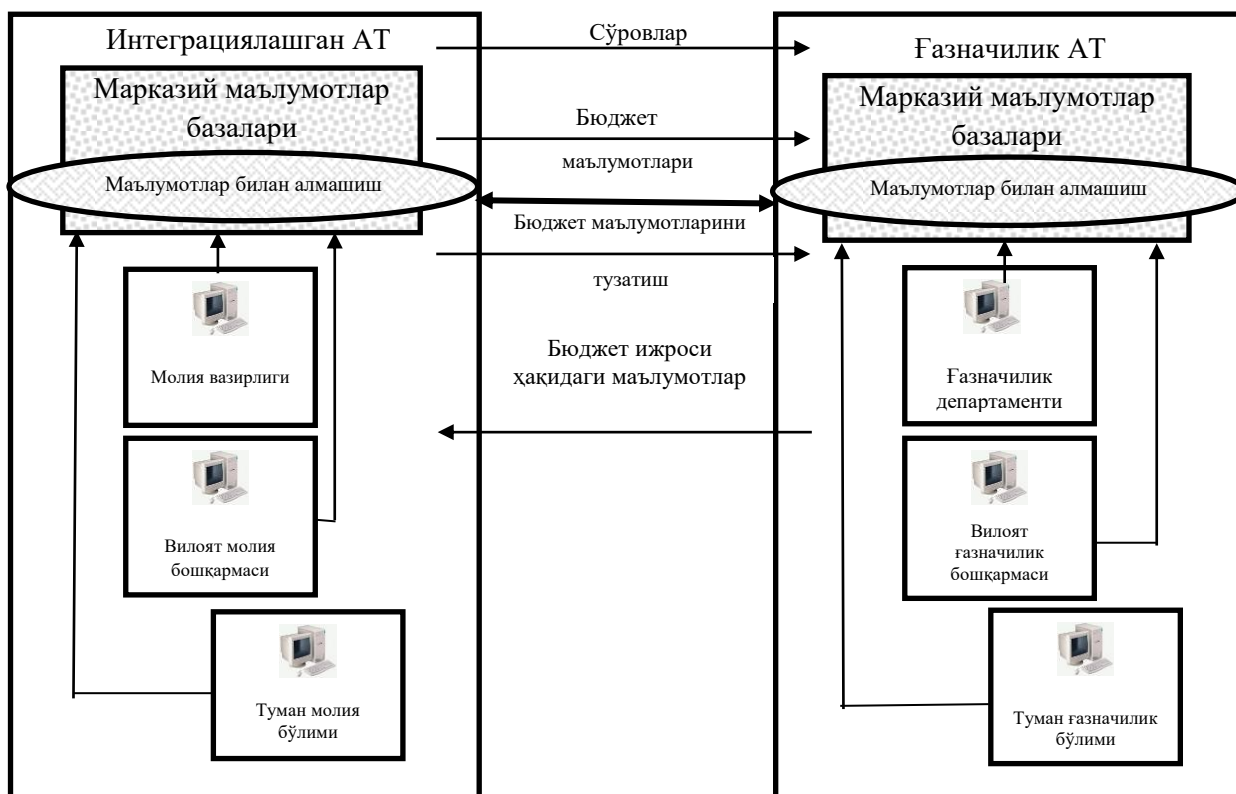 Интеграциялашган АТ
Марказий маълумотлар
базалари
Маълумотлар билан алмашиш
Молия вазирлиги
Вилоят молия
бошқармаси
Туман молия
бўлими
Сўровлар
Бюджет
маълумотлари
Бюджет маълумотларини
тузатиш
Бюджет ижроси
ҳақидаги маълумотлар
Ғазначилик АТ
Марказий маълумотлар
базалари
Маълумотлар билан алмашиш
Ғазначилик
департаменти
Вилоят
ғазначилик
бошқармаси
Туман ғазначилик
бўлими